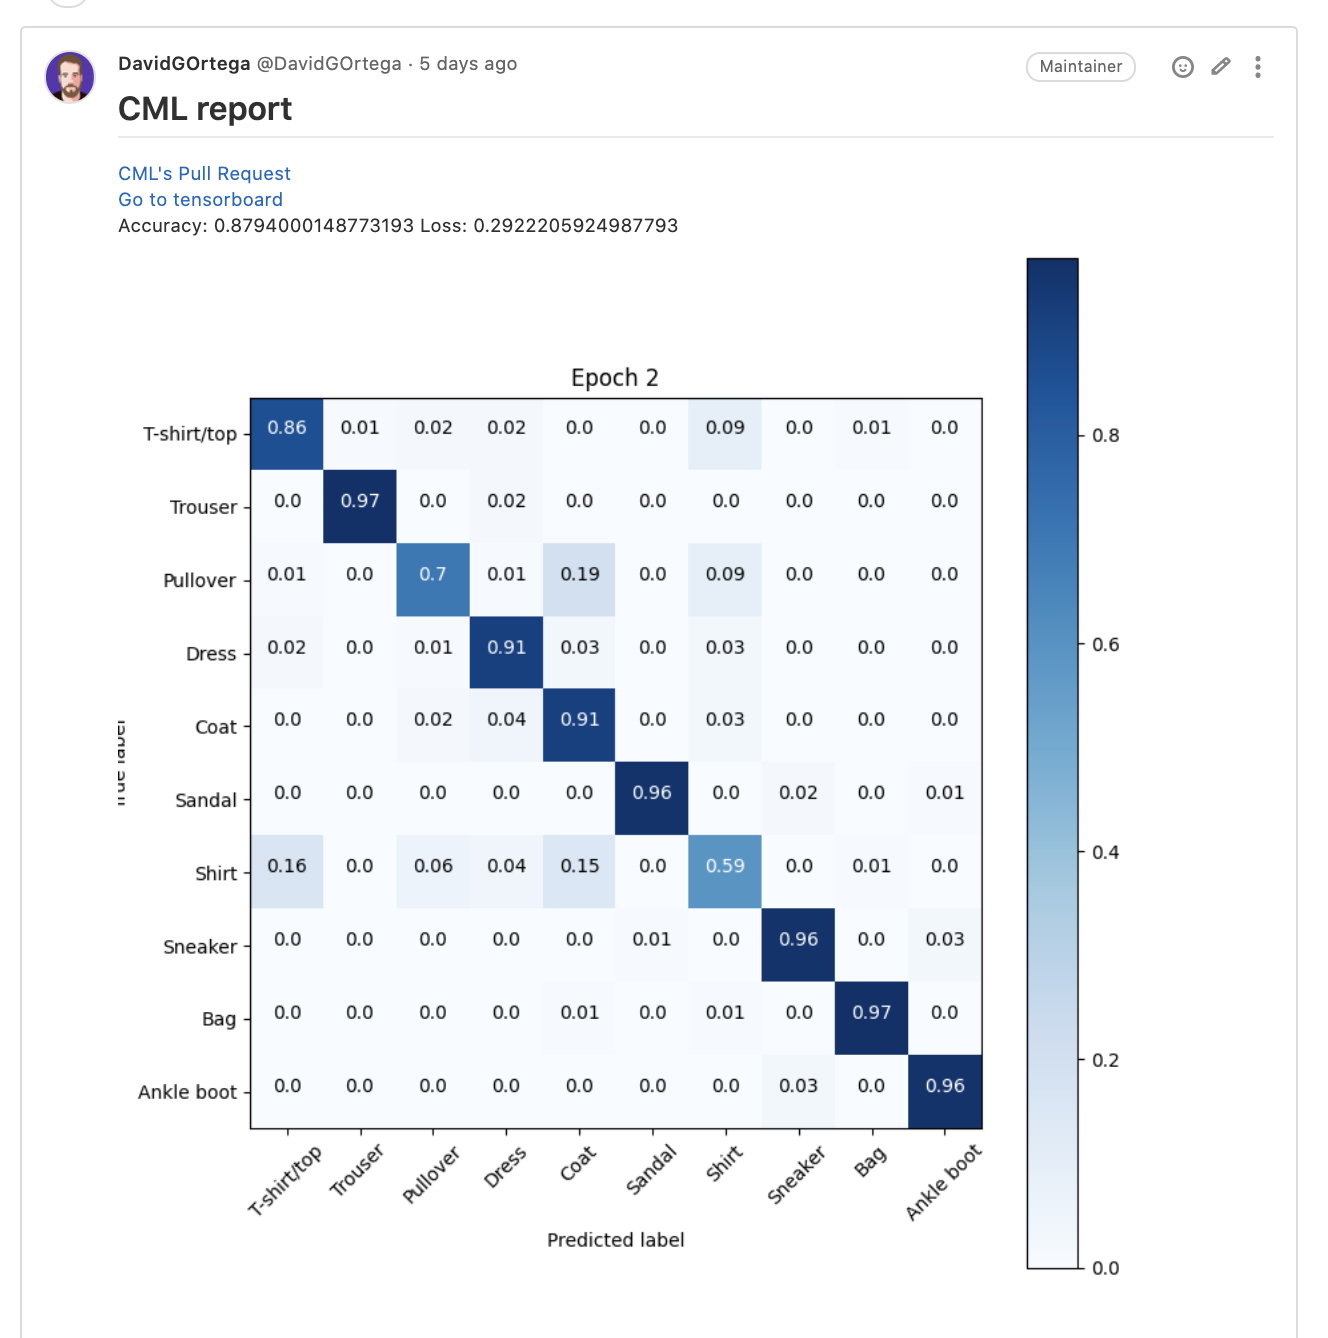 DavidGOrtega @DavidGOrtega · 5 days ago
Maintainer
CML report
CML's Pull Request
Go to tensorboard
Accuracy: 0.8794000148773193 Loss: 0.2922205924987793
Epoch 2
T-shirt/top 0.86 0.01 0.02 0.02 0.0 0.0 0.09 0.0 0.01 0.0
Trouser 0.0 0.97 0.0 0.02 0.0 0.0 0.0 0.0 0.0 0.0
Pullover 0.01 0.0 0.7 0.01 0.19 0.0 0.09 0.0 0.0 0.0
Dress 0.02 0.0 0.01 0.91 0.03 0.0 0.03 0.0 0.0 0.0
Coat 0.0 0.0 0.02 0.04 0.91 0.0 0.03 0.0 0.0 0.0
Sandal 0.0 0.0 0.0 0.0 0.0 0.96 0.0 0.02 0.0 0.01
Shirt 0.16 0.0 0.06 0.04 0.15 0.0 0.59 0.0 0.01 0.0
Sneaker 0.0 0.0 0.0 0.0 0.0 0.01 0.0 0.96 0.0 0.03
Bag 0.0 0.0 0.0 0.0 0.01 0.0 0.01 0.0 0.97 0.0
Ankle boot 0.0 0.0 0.0 0.0 0.0 0.0 0.0 0.03 0.0 0.96
T-shirt/top Trouser Pullover Dress Coat Sandal Shirt Sneaker Bag Ankle boot
Predicted label
True label
0.8
0.6
0.4
0.2
0.0